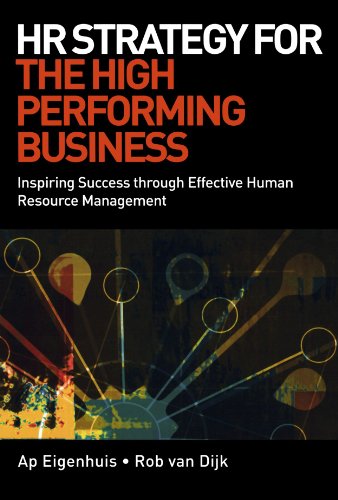 HR STRATEGY FOR
THE HIGH
PERFORMING
BUSINESS
Inspiring Success through Effective Human
Resource Management
Ap Eigenhuis • Rob van Dijk